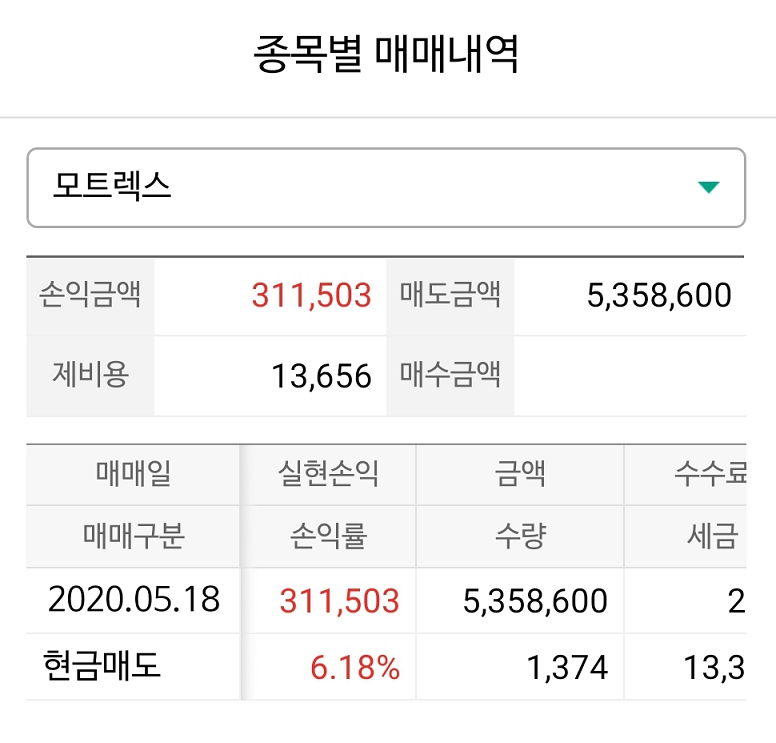 종목별 매매내역
모트렉스
손익금액 311,503 매도금액 5,358,600
제비용 13,656 매수금액
매매일 실현손익 금액 수수료
매매구분 손익률 수량 세금
2020.05.18 311,503 5,358,600 2
현금매도 6.18% 1,374 13,3